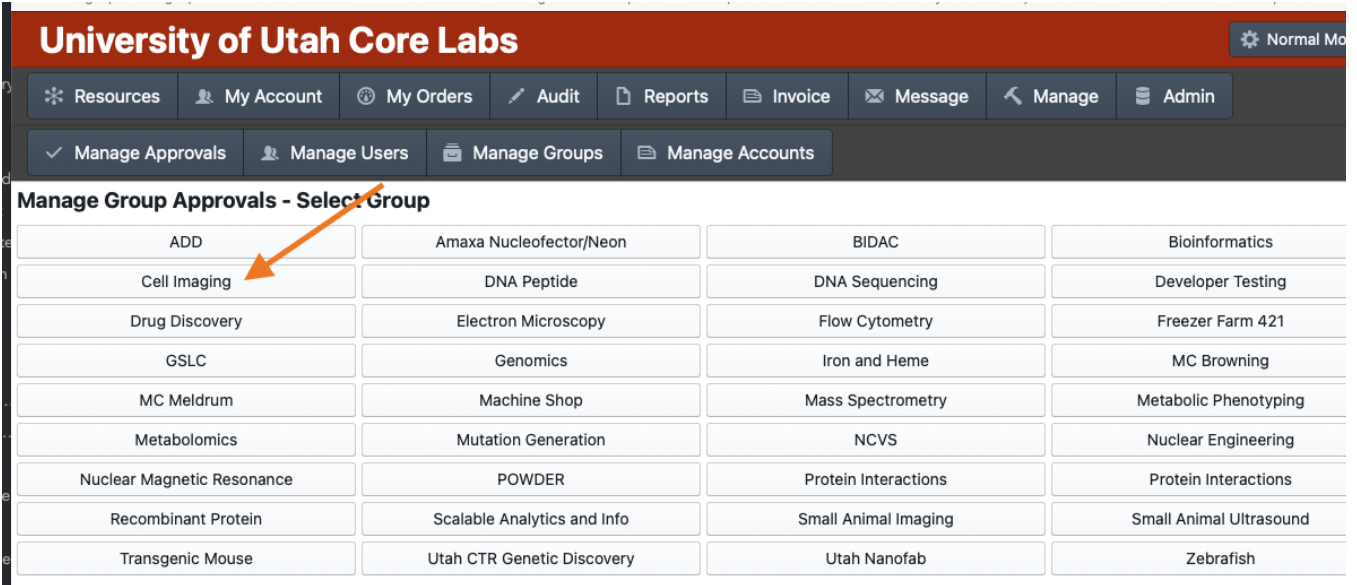 University of Utah Core Labs
Normal Mo
Resources My Account My Orders Audit Reports Invoice Message Manage Admin
Manage Approvals Manage Users Manage Groups Manage Accounts
Manage Group Approvals - Select Group
ADD Amaxa Nucleofector/Neon BIDAC Bioinformatics
Cell Imaging DNA Peptide DNA Sequencing Developer Testing
Drug Discovery Electron Microscopy Flow Cytometry Freezer Farm 421
GSLC Genomics Iron and Heme MC Browning
MC Meldrum Machine Shop Mass Spectrometry Metabolic Phenotyping
Metabolomics Mutation Generation NCVS Nuclear Engineering
Nuclear Magnetic Resonance POWDER Protein Interactions Protein Interactions
Recombinant Protein Scalable Analytics and Info Small Animal Imaging Small Animal Ultrasound
Transgenic Mouse Utah CTR Genetic Discovery Utah Nanofab Zebrafish